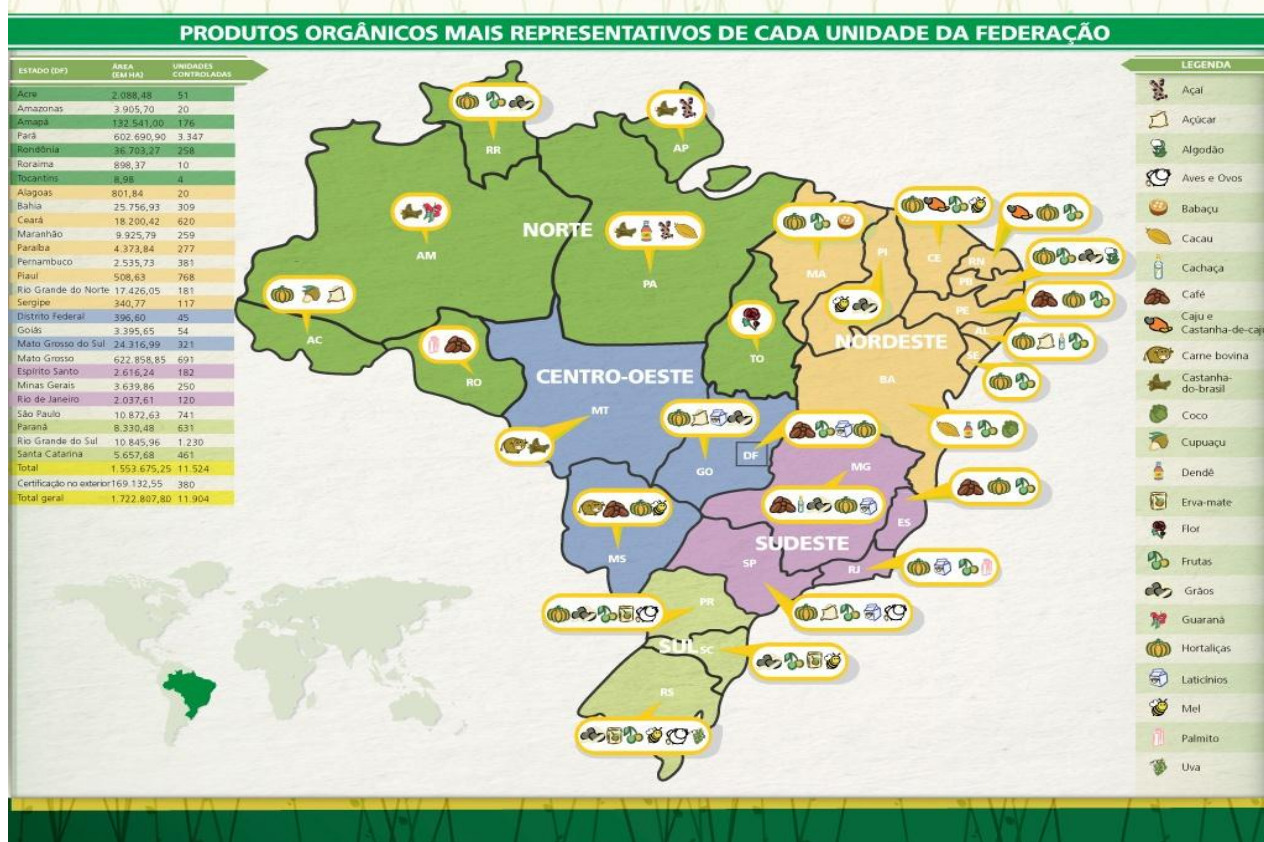 PRODUTOS ORGÂNICOS MAIS REPRESENTATIVOS DE CADA UNIDADE DA FEDERAÇÃO
ESTADO (DF) ÁREA (EM HA) UNIDADES CONTROLADAS
Acre 2.088,48 51
Amazonas 3.905,70 20
Amapá 132.541,00 176
Pará 602.690,90 3.347
Rondônia 36.703,27 258
Roraima 898,37 10
Tocantins 8,98 4
Alagoas 801,84 20
Bahia 25.756,93 309
Ceará 18.200,42 620
Maranhão 9.925,79 259
Paraíba 4.373,84 277
Pernambuco 2.535,73 381
Piauí 508,63 768
Rio Grande do Norte 17.426,05 181
Sergipe 340,77 117
Distrito Federal 396,60 45
Goiás 3.395,65 54
Mato Grosso do Sul 24.316,99 321
Mato Grosso 622.858,85 691
Espírito Santo 2.616,24 182
Minas Gerais 3.639,86 250
Rio de Janeiro 2.037,61 120
São Paulo 10.872,63 741
Paraná 8.330,48 631
Rio Grande do Sul 10.845,96 1.230
Santa Catarina 5.657,68 461
Total 1.553.675,25 11.524
Certificação no exterior 169.132,55 380
Total geral 1.722.807,80 11.904
RR
AP
NORTE
AM
PA
MA
PI
CE
RN
PB
PE
AL
SE
AC
RO
TO
NORDESTE
BA
CENTRO-OESTE
MT
GO
DF
MG
ES
MS
SUDESTE
SP
RJ
PR
SUL
SC
RS
LEGENDA
Açaí
Açúcar
Algodão
Aves e Ovos
Babaçu
Cacau
Cachaça
Café
Caju e
Castanha-de-caju
Carne bovina
Castanha-
do-brasil
Coco
Cupuaçu
Dendê
Erva-mate
Flor
Frutas
Grãos
Guaraná
Hortaliças
Laticínios
Mel
Palmito
Uva